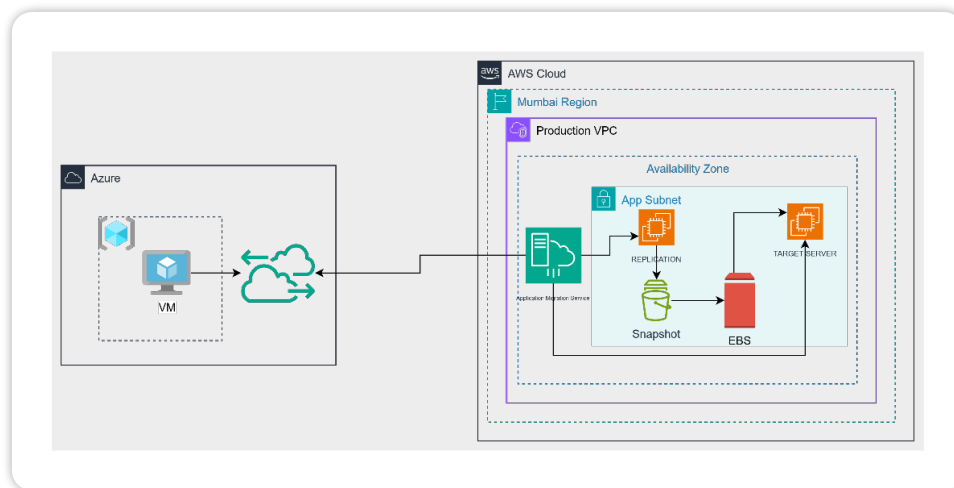 aws
AWS Cloud
Mumbai Region
Production VPC
Availability Zone
Azure
App Subnet
REPLICATION
TARGET SERVER
Application Migration Service
VM
Snapshot
EBS